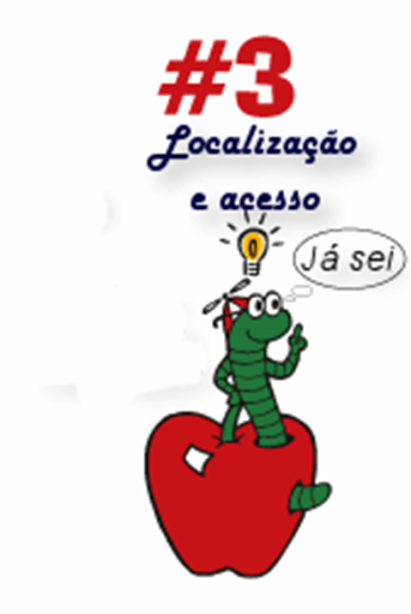 #3
Localização
e acesso
Já sei